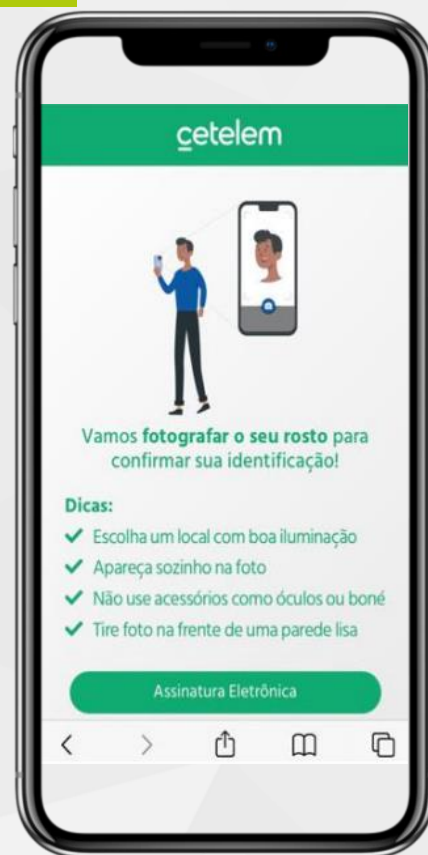 cetelem
Vamos fotografar o seu rosto para
confirmar sua identificação!
Dicas:
Escolha um local com boa iluminação
Apareça sozinho na foto
Não use acessórios como óculos ou boné
Tire foto na frente de uma parede lisa
Assinatura Eletrônica